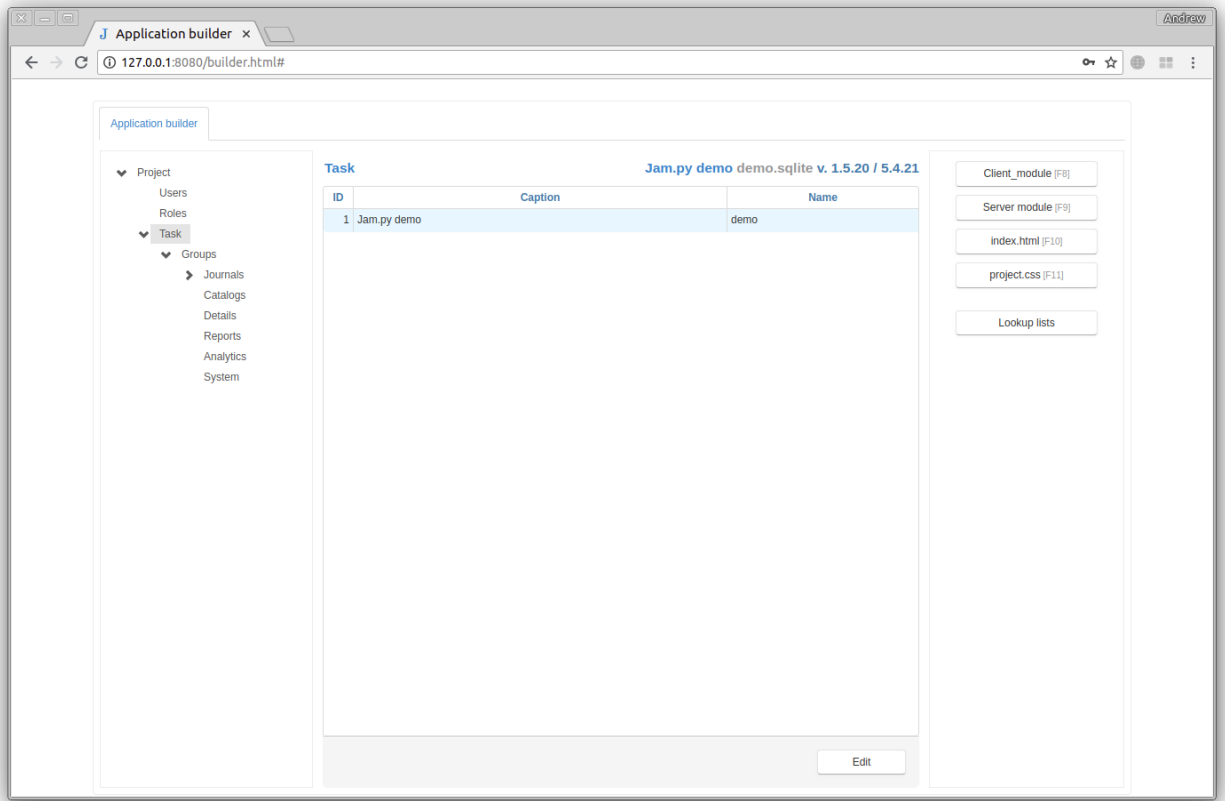 Andrew
J Application builder ×
127.0.0.1:8080/builder.html#
Application builder
Project
Users
Roles
Task
Groups
Journals
Catalogs
Details
Reports
Analytics
System
Task Jam.py demo demo.sqlite v. 1.5.20 / 5.4.21
ID Caption Name
1 Jam.py demo demo
Edit
Client_module [F8]
Server module [F9]
index.html [F10]
project.css [F11]
Lookup lists